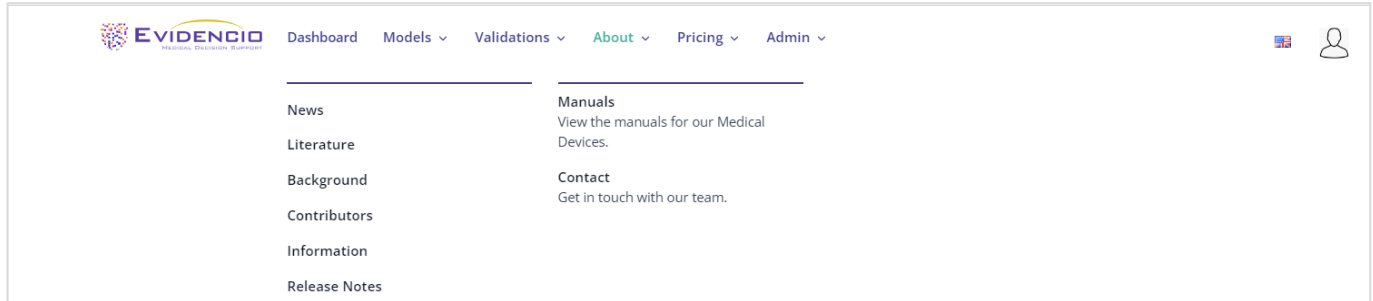 EVIDENCIO
MEDICAL DECISION SUPPORT
Dashboard Models Validations About Pricing Admin
News
Literature
Background
Contributors
Information
Release Notes
Manuals
View the manuals for our Medical
Devices.
Contact
Get in touch with our team.